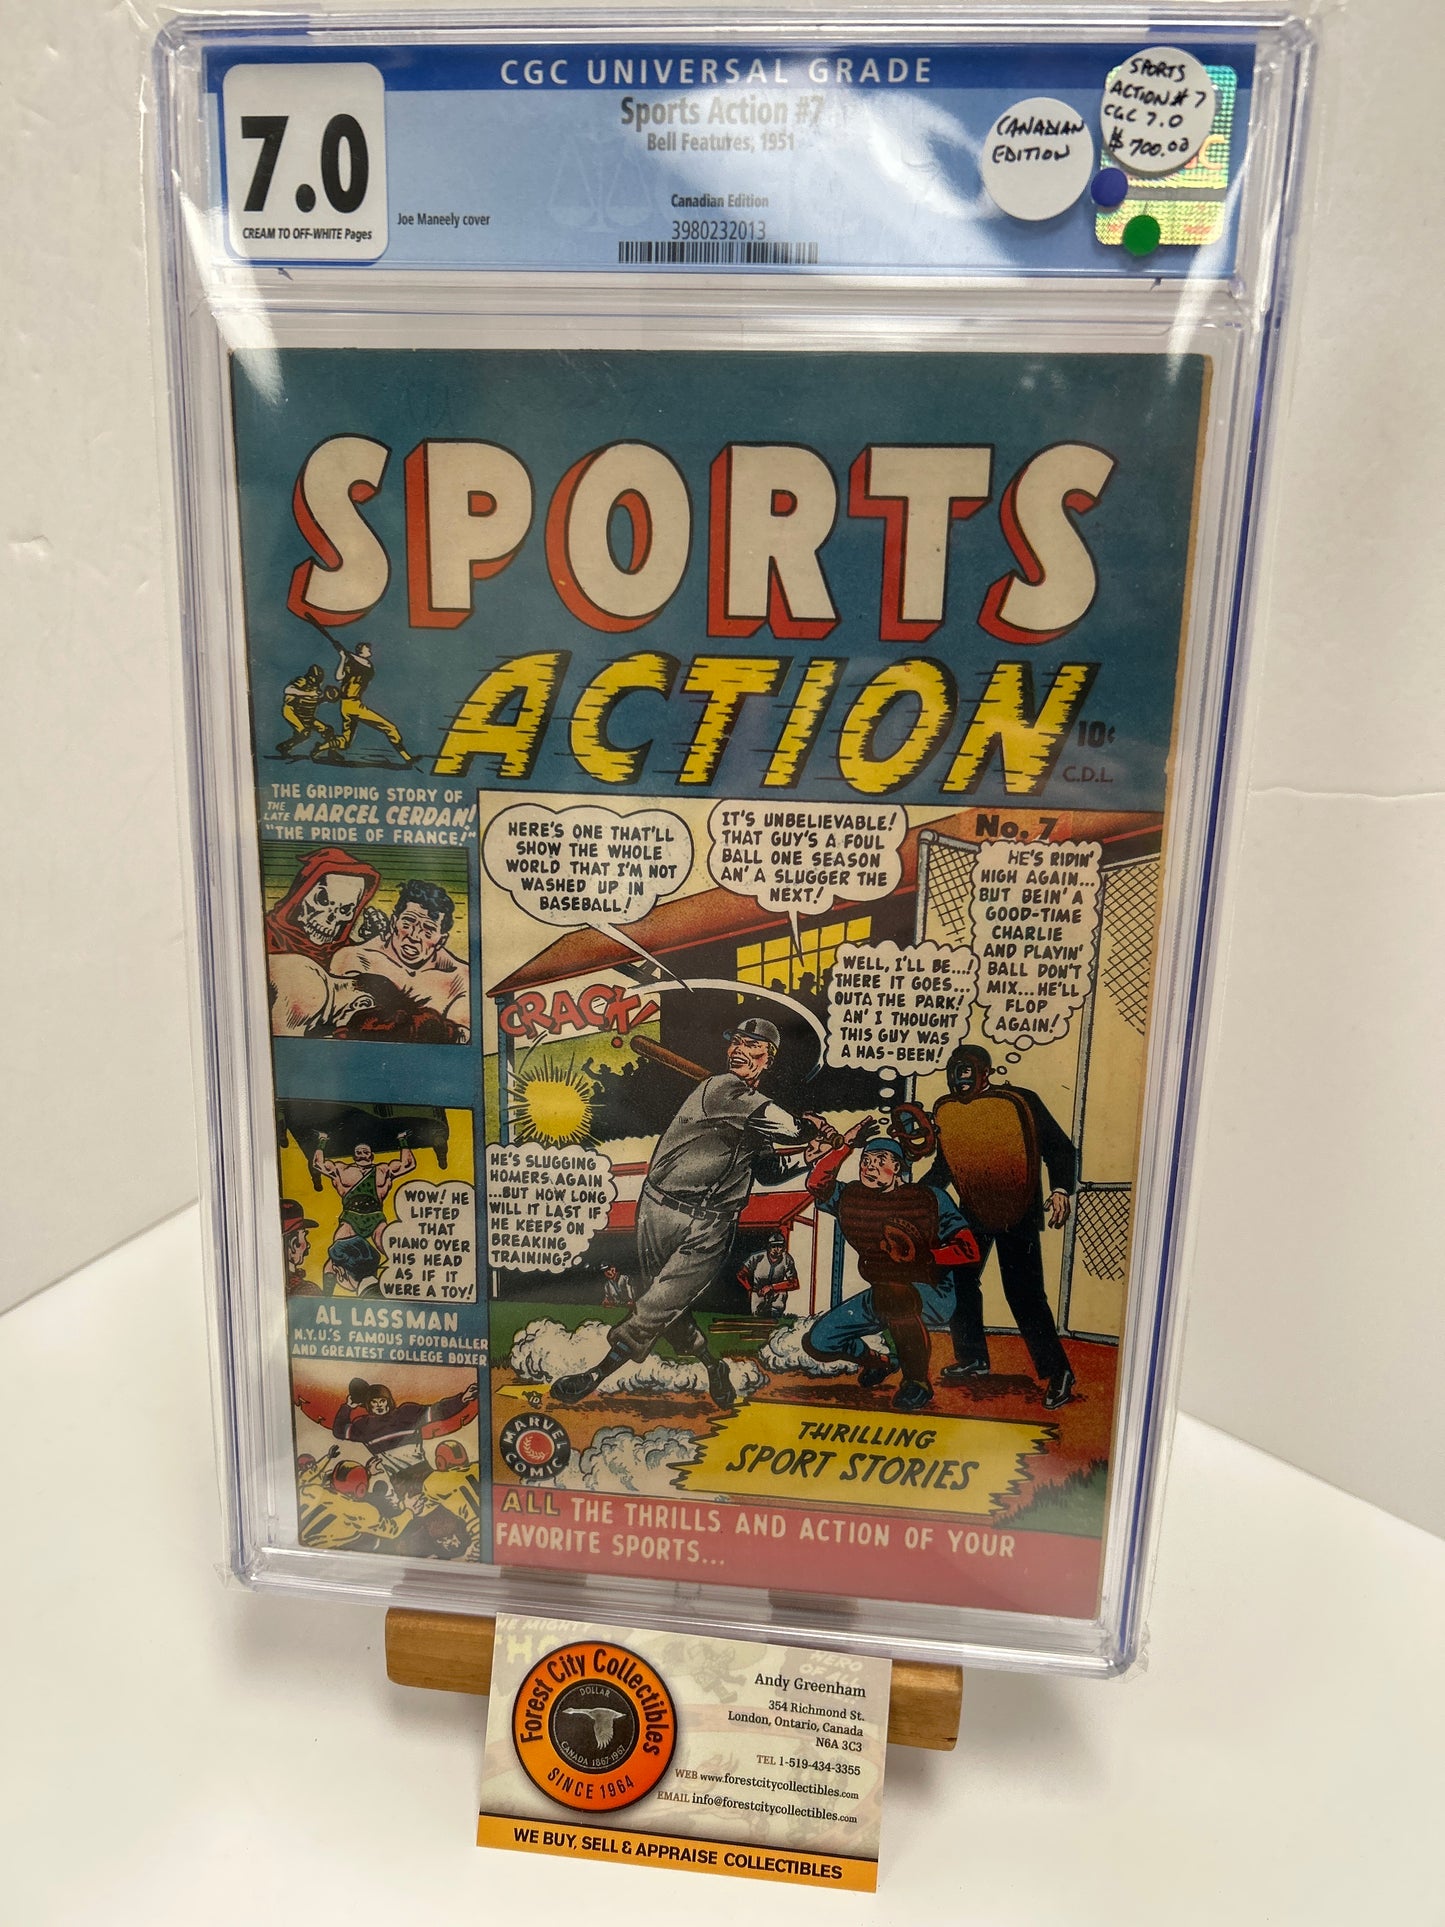 CGC UNIVERSAL GRADE
7.0
CREAM TO OFF-WHITE Pages
Sports Action #7
Bell Features, 1951
Joe Maneely cover
Canadian Edition
3980232013
CANADIAN
EDITION
SPORTS
ACTION # 7
CGC 7.0
$700.00
SPORTS
ACTION
10¢
C.D.L.
THE GRIPPING STORY OF
THE LATE MARCEL CERDAN!
"THE PRIDE OF FRANCE!"
HERE'S ONE THAT'LL
SHOW THE WHOLE
WORLD THAT I'M NOT
WASHED UP IN
BASEBALL!
IT'S UNBELIEVABLE!
THAT GUY'S A FOUL
BALL ONE SEASON
AN' A SLUGGER THE
NEXT!
No. 7
HE'S RIDIN'
HIGH AGAIN...
BUT BEIN' A
GOOD-TIME
CHARLIE
AND PLAYIN'
BALL DON'T
MIX...HE'LL
FLOP
AGAIN!
WELL, I'LL BE...!
THERE IT GOES...
OUTA THE PARK!
AN' I THOUGHT
THIS GUY WAS
A HAS-BEEN!
CRACK!
HE'S SLUGGING
HOMERS AGAIN
...BUT HOW LONG
WILL IT LAST IF
HE KEEPS ON
BREAKING
TRAINING?
WOW! HE
LIFTED
THAT
PIANO OVER
HIS HEAD
AS IF IT
WERE A TOY!
AL LASSMAN
N.Y.U.'S FAMOUS FOOTBALLER
AND GREATEST COLLEGE BOXER
MARVEL
COMIC
THRILLING
SPORT STORIES
ALL THE THRILLS AND ACTION OF YOUR
FAVORITE SPORTS...
Forest City Collectibles
DOLLAR
CANADA 1867-1967
SINCE 1964
Andy Greenham
354 Richmond St.
London, Ontario, Canada
N6A 3C3
TEL 1-519-434-3355
WEB www.forestcitycollectibles.com
EMAIL info@forestcitycollectibles.com
WE BUY, SELL & APPRAISE COLLECTIBLES